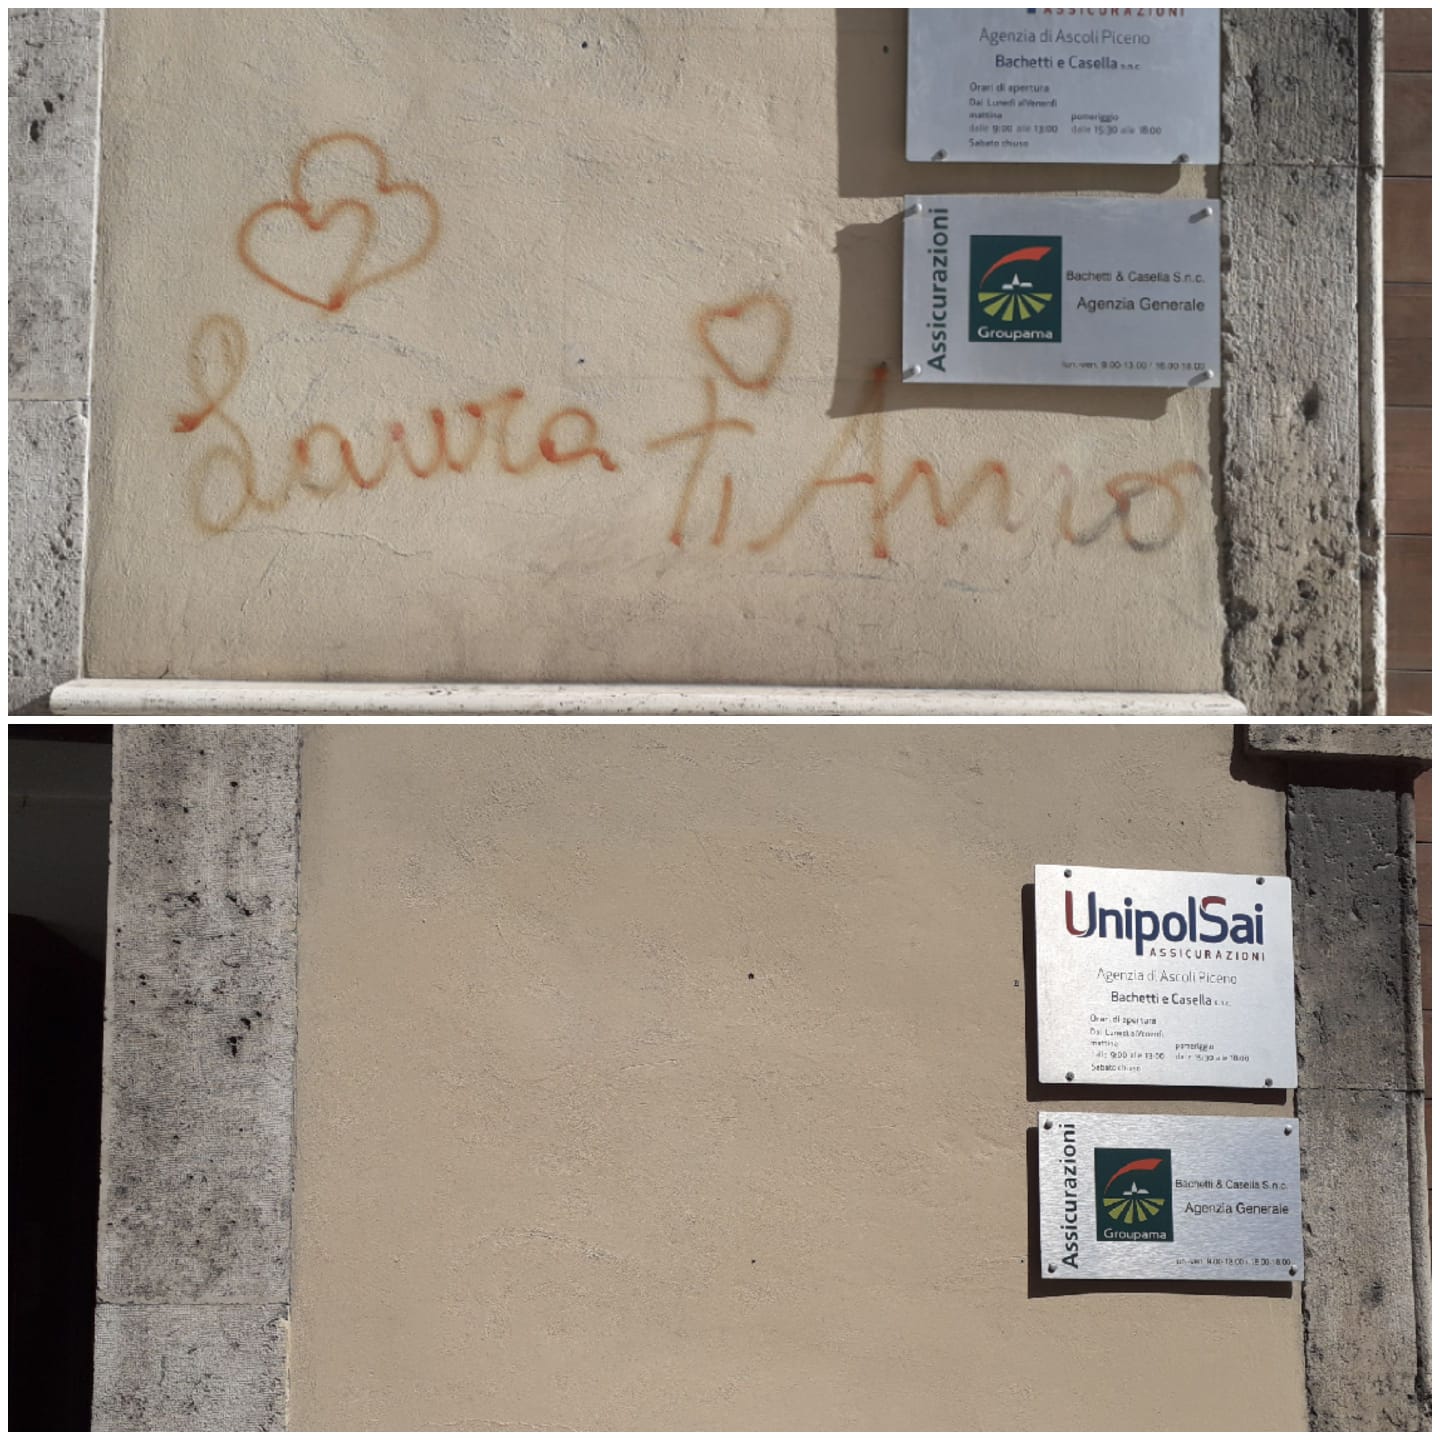 ASSICURAZIONI
Agenzia di Ascoli Piceno
Bachetti e Casella s.n.c.
Orari di apertura
Dal Lunedì al Venerdì
mattina pomeriggio
dalle 9:00 alle 13:00 dalle 15:30 alle 18:00
Sabato chiuso
Assicurazioni
Groupama
Bachetti & Casella S.n.c.
Agenzia Generale
lun.-ven. 9.00-13.00 / 16.00-18.00
Laura ti Amo
UnipolSai
ASSICURAZIONI
Agenzia di Ascoli Piceno
Bachetti e Casella s.n.c.
Orari di apertura
Dal Lunedì al Venerdì
mattina pomeriggio
dalle 9:00 alle 13:00 dalle 15:30 alle 18:00
Sabato chiuso
Assicurazioni
Groupama
Bachetti & Casella S.n.c.
Agenzia Generale
lun.-ven. 9.00-13.00 / 16.00-18.00